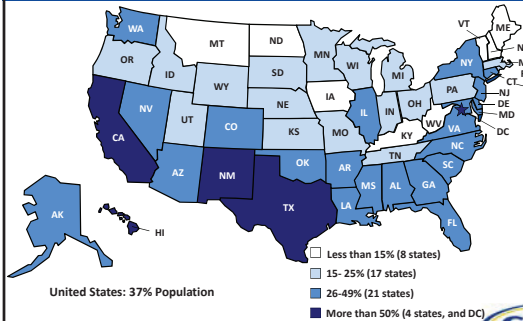 WA
MT
ND
VT
ME
OR
ID
WY
SD
MN
WI
MI
NY
NV
UT
CO
NE
KS
IA
MO
IL
IN
OH
PA
WV
KY
VA
CT
NJ
DE
MD
DC
CA
AZ
NM
OK
TX
AR
LA
MS
AL
TN
GA
NC
SC
FL
AK
HI
Less than 15% (8 states)
15- 25% (17 states)
26-49% (21 states)
More than 50% (4 states, and DC)
United States: 37% Population